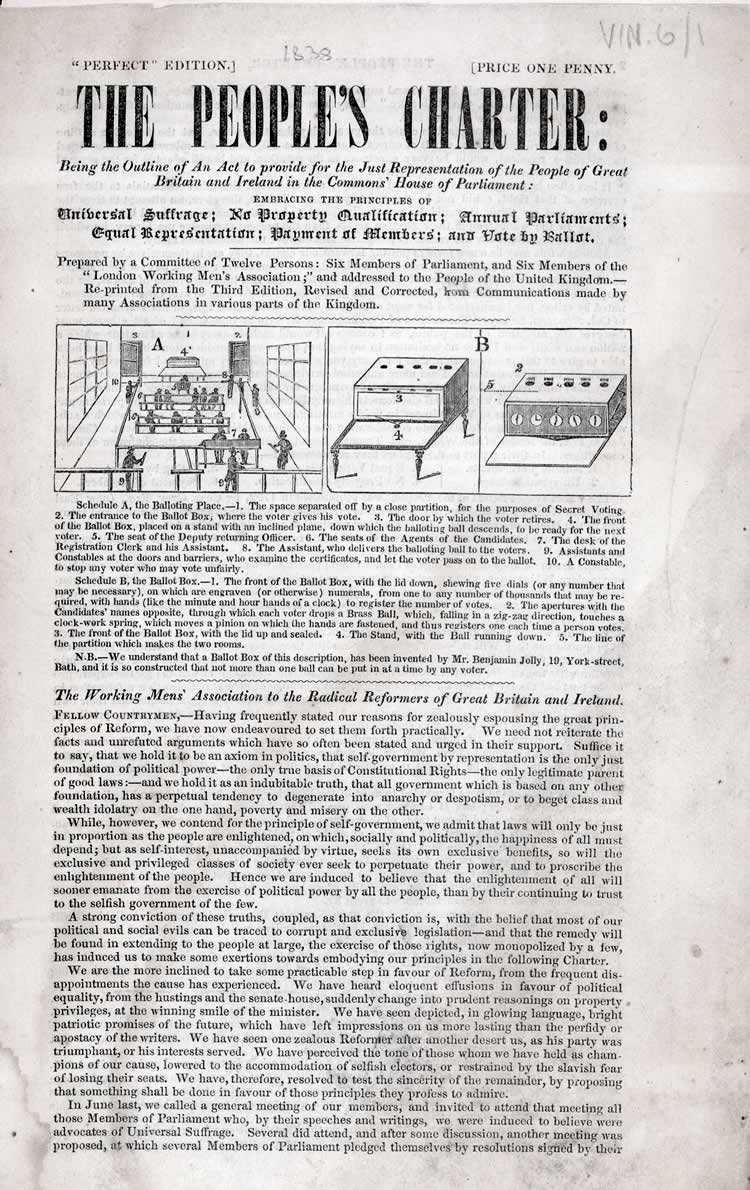 VIN. 6/1
1838
"PERFECT" EDITION.] [PRICE ONE PENNY.
THE PEOPLE'S CHARTER:
Being the Outline of An Act to provide for the Just Representation of the People of Great
Britain and Ireland in the Commons' House of Parliament:
EMBRACING THE PRINCIPLES OF
Universal Suffrage; No Property Qualification; Annual Parliaments;
Equal Representation; Payment of Members; and Vote by Ballot.
Prepared by a Committee of Twelve Persons: Six Members of Parliament, and Six Members of the
"London Working Men's Association;" and addressed to the People of the United Kingdom.—
Re-printed from the Third Edition, Revised and Corrected, from Communications made by
many Associations in various parts of the Kingdom.
A
3 1 2
4
10 5 8
6
7
9 9
B
3
4
2
5
1
Schedule A, the Balloting Place.—1. The space separated off by a close partition, for the purposes of Secret Voting
2. The entrance to the Ballot Box, where the voter gives his vote. 3. The door by which the voter retires. 4. The front
of the Ballot Box, placed on a stand with an inclined plane, down which the balloting ball descends, to be ready for the next
voter. 5. The seat of the Deputy returning Officer. 6. The seats of the Agents of the Candidates. 7. The desk of the
Registration Clerk and his Assistant. 8. The Assistant, who delivers the balloting ball to the voters. 9. Assistants and
Constables at the doors and barriers, who examine the certificates, and let the voter pass on to the ballot. 10. A Constable,
to stop any voter who may vote unfairly.
Schedule B, the Ballot Box.—1. The front of the Ballot Box, with the lid down, shewing five dials (or any number that
may be necessary), on which are engraven (or otherwise) numerals, from one to any number of thousands that may be re-
quired, with hands (like the minute and hour hands of a clock) to register the number of votes. 2. The apertures with the
Candidates' manes opposite, through which each voter drops a Brass Ball, which, falling in a zig-zag direction, touches a
clock-work spring, which moves a pinion on which the hands are fastened, and thus registers one each time a person votes.
3. The front of the Ballot Box, with the lid up and sealed. 4. The Stand, with the Ball running down. 5. The line of
the partition which makes the two rooms.
N.B.—We understand that a Ballot Box of this description, has been invented by Mr. Benjamin Jolly, 19, York-street,
Bath, and it is so constructed that not more than one ball can be put in at a time by any voter.
The Working Mens' Association to the Radical Reformers of Great Britain and Ireland.
FELLOW COUNTRYMEN,—Having frequently stated our reasons for zealously espousing the great prin-
ciples of Reform, we have now endeavoured to set them forth practically. We need not reiterate the
facts and unrefuted arguments which have so often been stated and urged in their support. Suffice it
to say, that we hold it to be an axiom in politics, that self-government by representation is the only just
foundation of political power—the only true basis of Constitutional Rights—the only legitimate parent
of good laws:—and we hold it as an indubitable truth, that all government which is based on any other
foundation, has a perpetual tendency to degenerate into anarchy or despotism, or to beget class and
wealth idolatry on the one hand, poverty and misery on the other.
While, however, we contend for the principle of self-government, we admit that laws will only be just
in proportion as the people are enlightened, on which, socially and politically, the happiness of all must
depend; but as self-interest, unaccompanied by virtue, seeks its own exclusive benefits, so will the
exclusive and privileged classes of society ever seek to perpetuate their power, and to proscribe the
enlightenment of the people. Hence we are induced to believe that the enlightenment of all will
sooner emanate from the exercise of political power by all the people, than by their continuing to trust
to the selfish government of the few.
A strong conviction of these truths, coupled, as that conviction is, with the belief that most of our
political and social evils can be traced to corrupt and exclusive legislation—and that the remedy will
be found in extending to the people at large, the exercise of those rights, now monopolized by a few,
has induced us to make some exertions towards embodying our principles in the following Charter.
We are the more inclined to take some practicable step in favour of Reform, from the frequent dis-
appointments the cause has experienced. We have heard eloquent effusions in favour of political
equality, from the hustings and the senate-house, suddenly change into prudent reasonings on property
privileges, at the winning smile of the minister. We have seen depicted, in glowing language, bright
patriotic promises of the future, which have left impressions on us more lasting than the perfidy or
apostacy of the writers. We have seen one zealous Reformer after another desert us, as his party was
triumphant, or his interests served. We have perceived the tone of those whom we have held as cham-
pions of our cause, lowered to the accommodation of selfish electors, or restrained by the slavish fear
of losing their seats. We have, therefore, resolved to test the sincerity of the remainder, by proposing
that something shall be done in favour of those principles they profess to admire.
In June last, we called a general meeting of our members, and invited to attend that meeting all
those Members of Parliament who, by their speeches and writings, we were induced to believe were
advocates of Universal Suffrage. Several did attend, and after some discussion, another meeting was
proposed, at which several Members of Parliament pledged themselves by resolutions signed by their